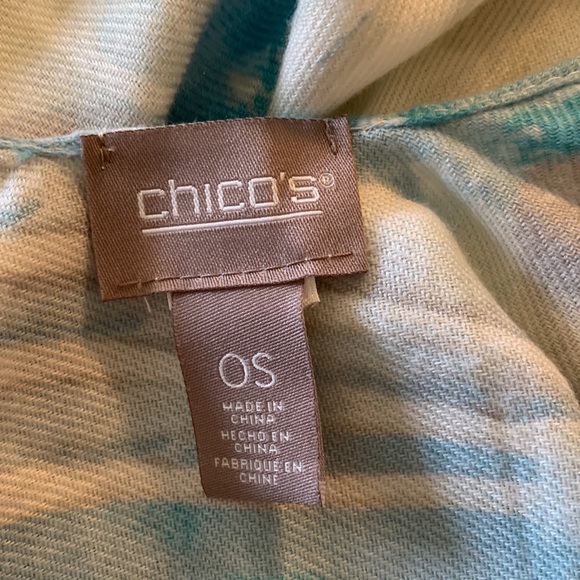 chico's®
OS
MADE IN
CHINA
HECHO EN
CHINA
FABRIQUÉ EN
CHINE